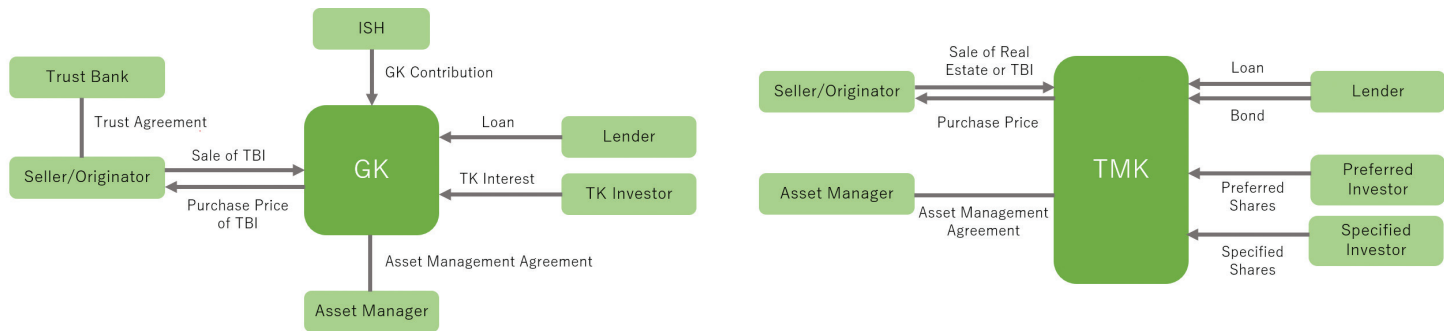 ISH
GK Contribution
Trust Bank
Trust Agreement
Seller/Originator
Sale of TBI
Purchase Price
of TBI
GK
Loan
Lender
TK Interest
TK Investor
Asset Management Agreement
Asset Manager
Seller/Originator
Sale of Real
Estate or TBI
Purchase Price
Asset Manager
Asset Management
Agreement
TMK
Loan
Bond
Lender
Preferred
Shares
Preferred
Investor
Specified
Shares
Specified
Investor